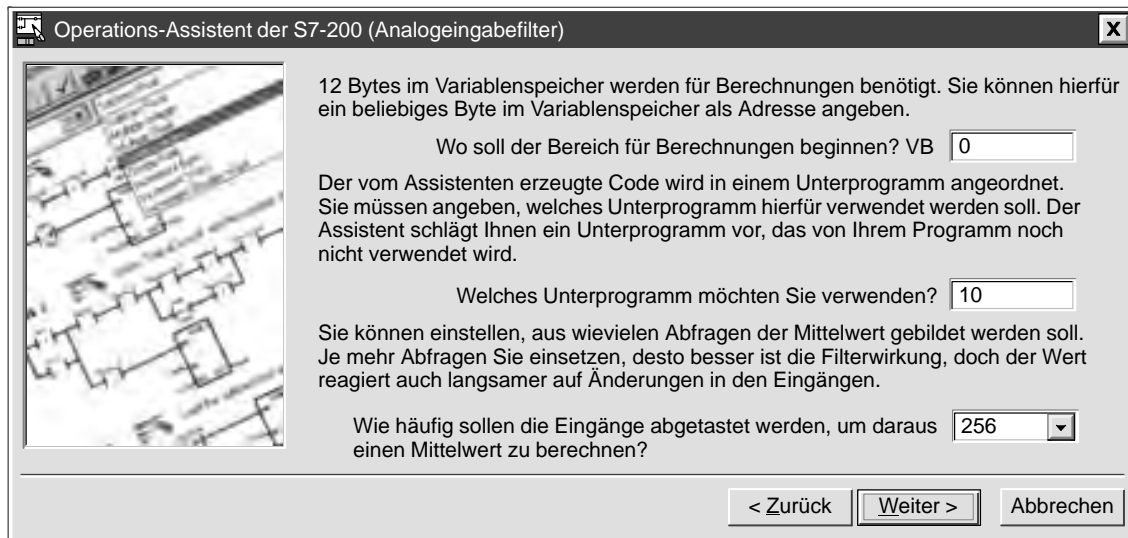 Operations-Assistent der S7-200 (Analogeingabefilter)
12 Bytes im Variablenspeicher werden für Berechnungen benötigt. Sie können hierfür
ein beliebiges Byte im Variablenspeicher als Adresse angeben.
Wo soll der Bereich für Berechnungen beginnen? VB 0
Der vom Assistenten erzeugte Code wird in einem Unterprogramm angeordnet.
Sie müssen angeben, welches Unterprogramm hierfür verwendet werden soll. Der
Assistent schlägt Ihnen ein Unterprogramm vor, das von Ihrem Programm noch
nicht verwendet wird.
Welches Unterprogramm möchten Sie verwenden? 10
Sie können einstellen, aus wievielen Abfragen der Mittelwert gebildet werden soll.
Je mehr Abfragen Sie einsetzen, desto besser ist die Filterwirkung, doch der Wert
reagiert auch langsamer auf Änderungen in den Eingängen.
Wie häufig sollen die Eingänge abgetastet werden, um daraus 256
einen Mittelwert zu berechnen?
< Zurück Weiter > Abbrechen